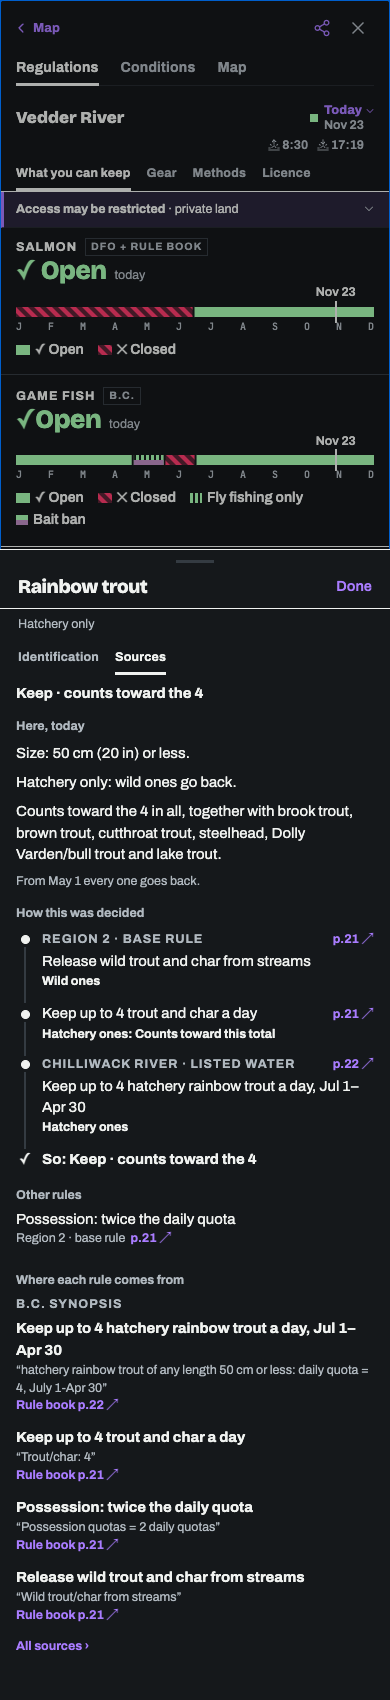 Map
Regulations Conditions Map
Vedder River
Today
Nov 23
8:30 17:19
What you can keep Gear Methods Licence
Access may be restricted · private land
SALMON DFO + RULE BOOK
✓ Open today
Nov 23
J F M A M J J A S O N D
✓ Open ✕ Closed
GAME FISH B.C.
✓Open today
Nov 23
J F M A M J J A S O N D
✓ Open ✕ Closed Fly fishing only
Bait ban
Rainbow trout Done
Hatchery only
Identification Sources
Keep · counts toward the 4
Here, today
Size: 50 cm (20 in) or less.
Hatchery only: wild ones go back.
Counts toward the 4 in all, together with brook trout,
brown trout, cutthroat trout, steelhead, Dolly
Varden/bull trout and lake trout.
From May 1 every one goes back.
How this was decided
REGION 2 · BASE RULE p.21 ↗
Release wild trout and char from streams
Wild ones
Keep up to 4 trout and char a day p.21 ↗
Hatchery ones: Counts toward this total
CHILLIWACK RIVER · LISTED WATER p.22 ↗
Keep up to 4 hatchery rainbow trout a day, Jul 1–
Apr 30
Hatchery ones
✓ So: Keep · counts toward the 4
Other rules
Possession: twice the daily quota
Region 2 · base rule p.21 ↗
Where each rule comes from
B.C. SYNOPSIS
Keep up to 4 hatchery rainbow trout a day, Jul 1–
Apr 30
“hatchery rainbow trout of any length 50 cm or less: daily quota =
4, July 1-Apr 30”
Rule book p.22 ↗
Keep up to 4 trout and char a day
“Trout/char: 4”
Rule book p.21 ↗
Possession: twice the daily quota
“Possession quotas = 2 daily quotas”
Rule book p.21 ↗
Release wild trout and char from streams
“Wild trout/char from streams”
Rule book p.21 ↗
All sources ›